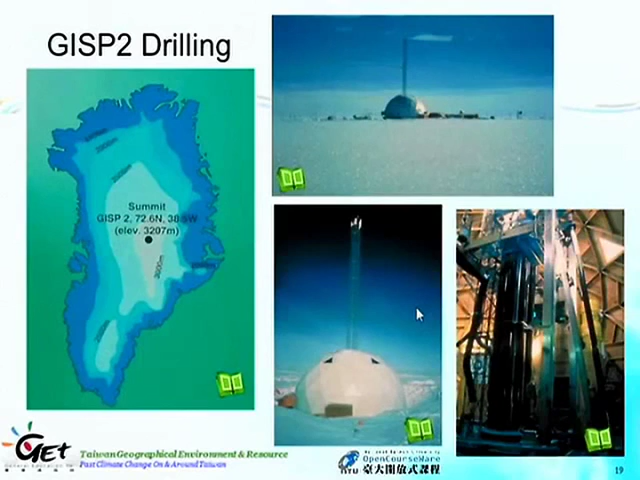 GISP2 Drilling
Summit
GISP 2, 72.6N, 38.5W
(elev. 3207m)
3000m
Get
Taiwan Geographical Environment & Resource
Past Climate Change On & Around Taiwan
NTU
OpenCourseWare
臺大開放式課程
19